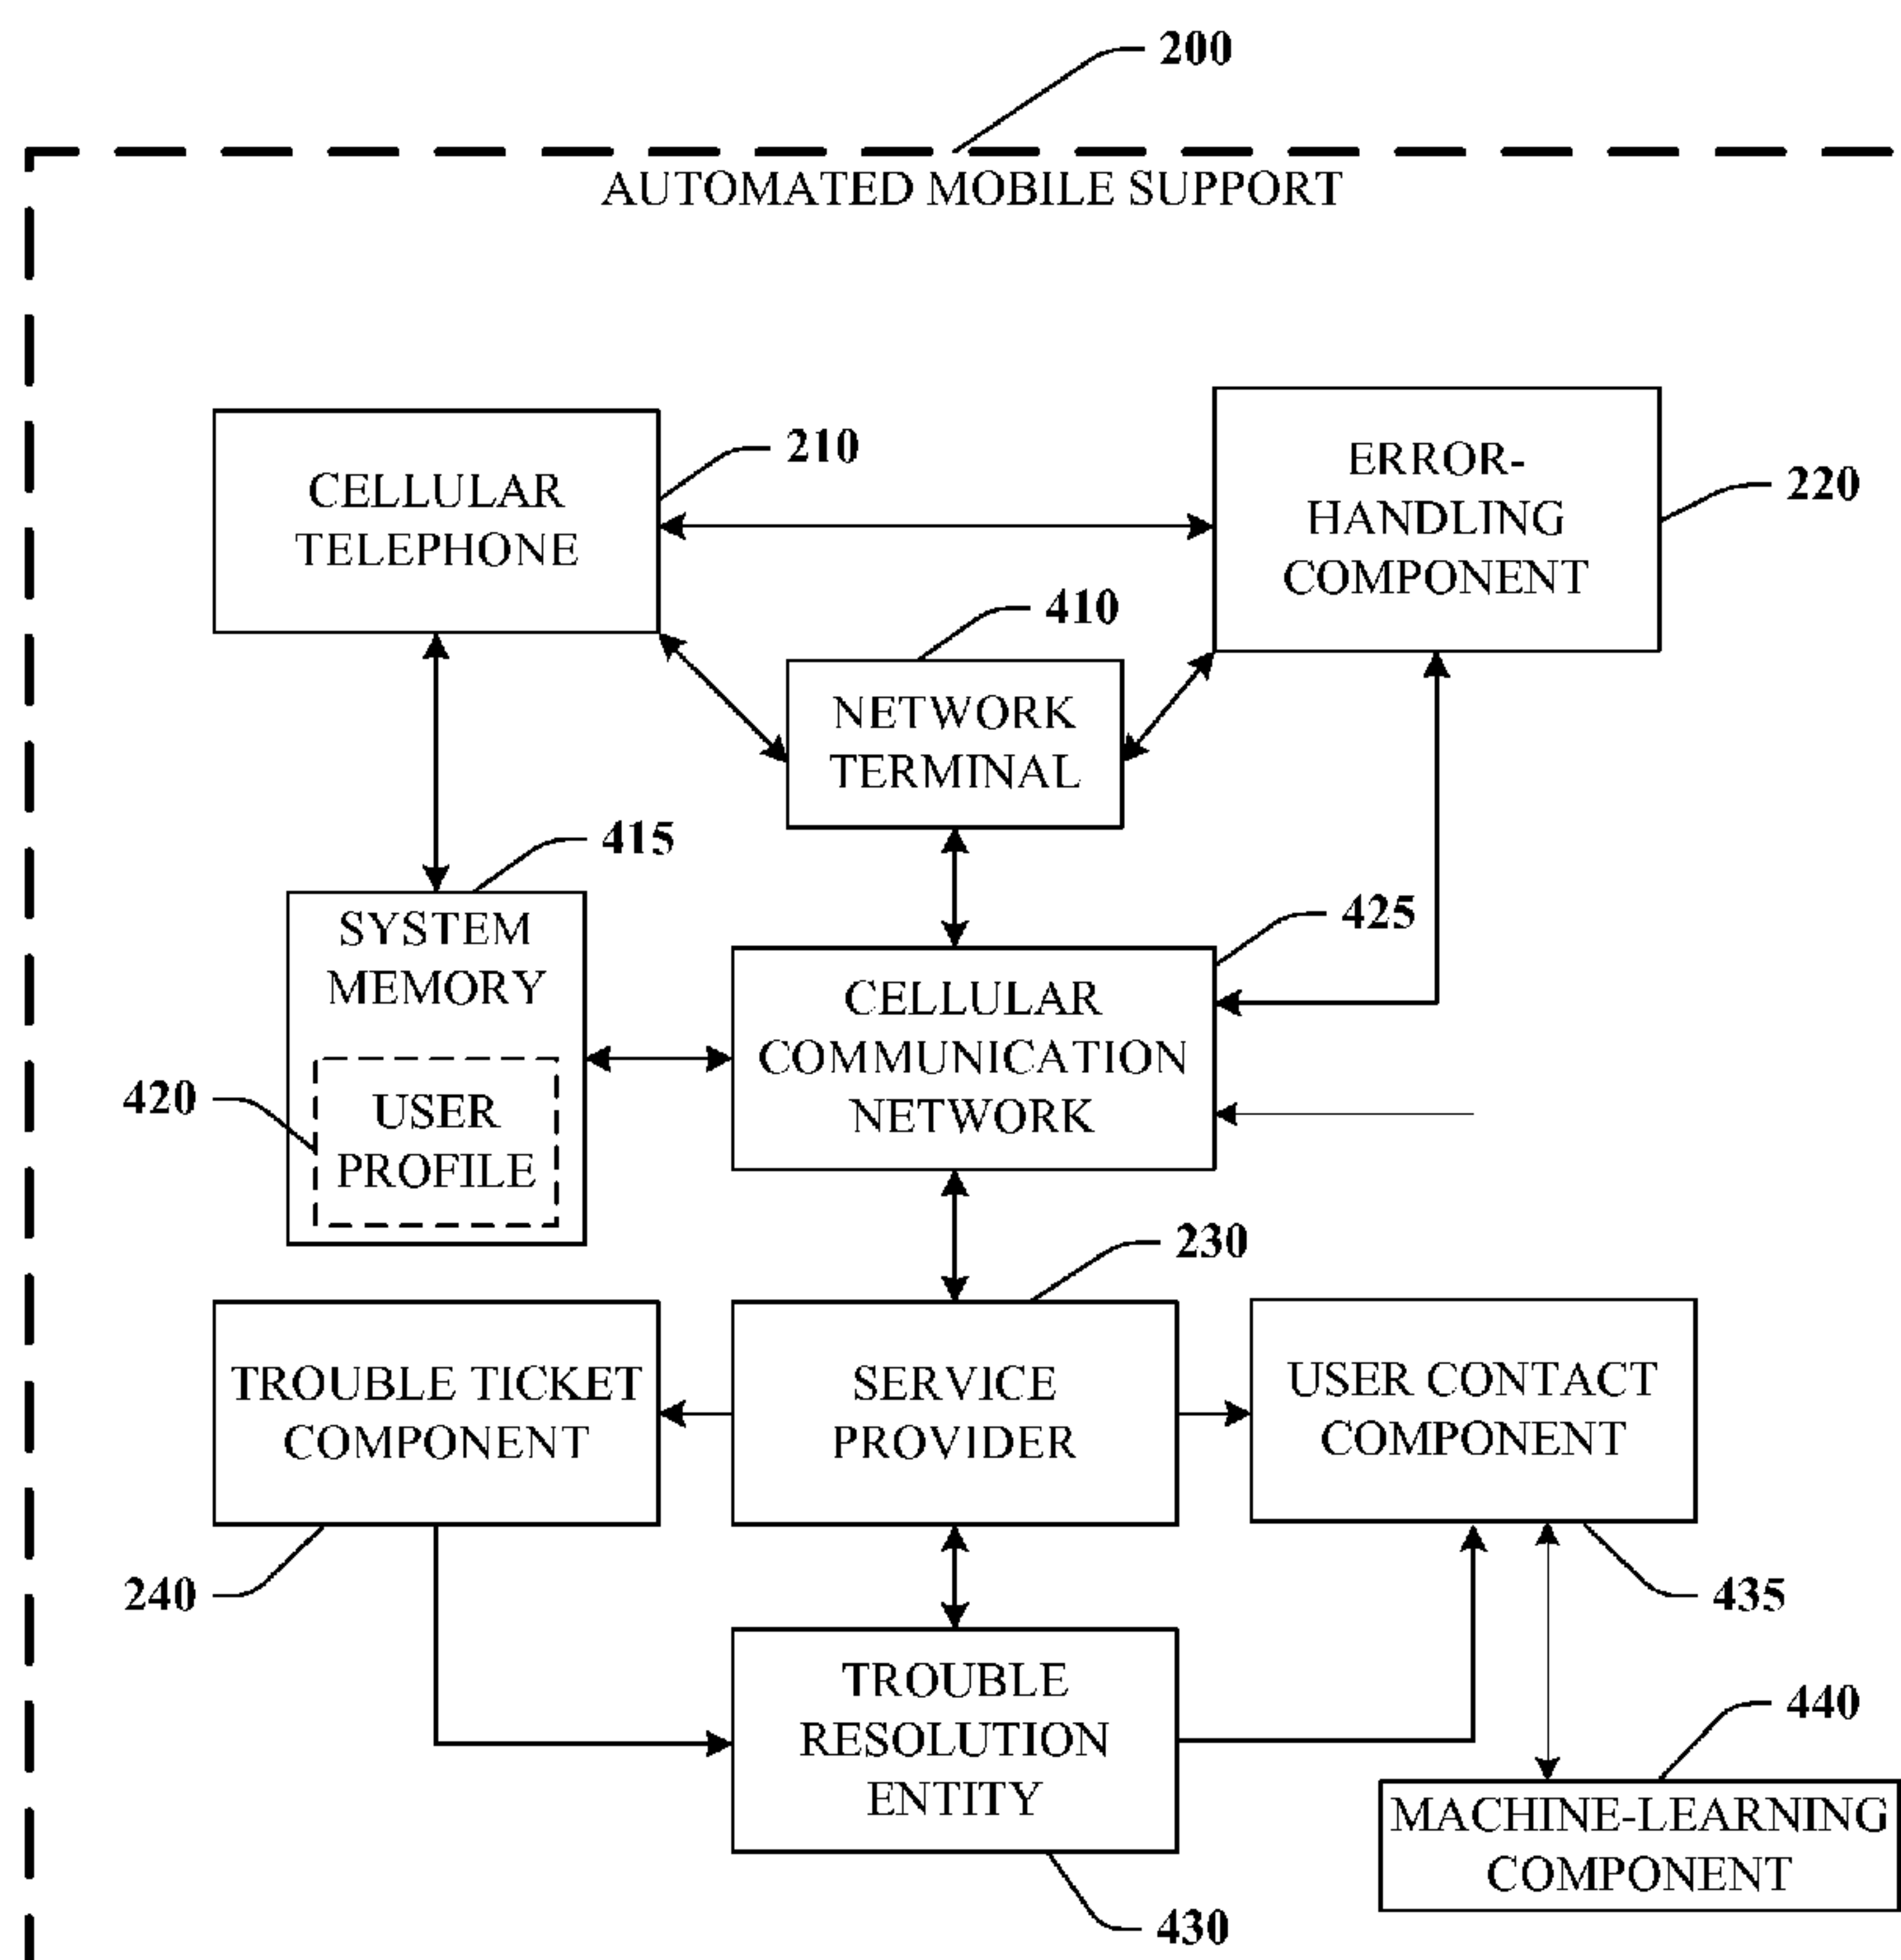 200
AUTOMATED MOBILE SUPPORT
CELLULAR
TELEPHONE
210
ERROR-
HANDLING
COMPONENT
220
410
NETWORK
TERMINAL
415
SYSTEM
MEMORY
425
CELLULAR
COMMUNICATION
NETWORK
420
USER
PROFILE
230
TROUBLE TICKET
COMPONENT
SERVICE
PROVIDER
USER CONTACT
COMPONENT
240
435
TROUBLE
RESOLUTION
ENTITY
440
MACHINE-LEARNING
COMPONENT
430